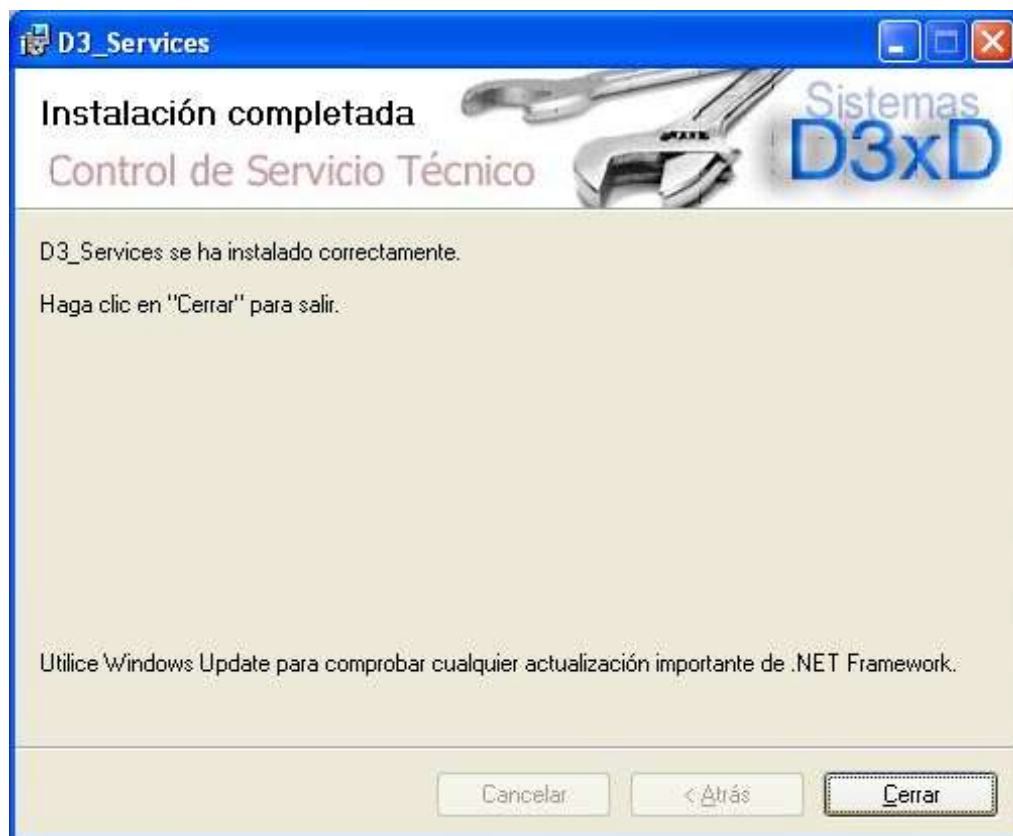 D3_Services
Instalación completada
Control de Servicio Técnico
Sistemas
D3xD
D3_Services se ha instalado correctamente.
Haga clic en "Cerrar" para salir.
Utilice Windows Update para comprobar cualquier actualización importante de .NET Framework.
Cancelar
< Atrás
Cerrar